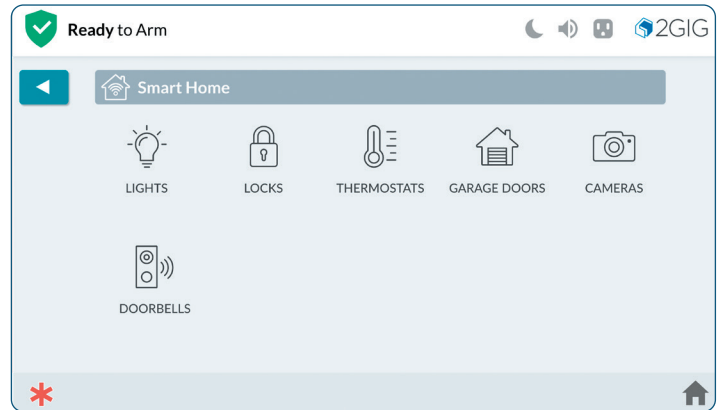 Ready to Arm
2GIG
Smart Home
LIGHTS LOCKS THERMOSTATS GARAGE DOORS CAMERAS
DOORBELLS